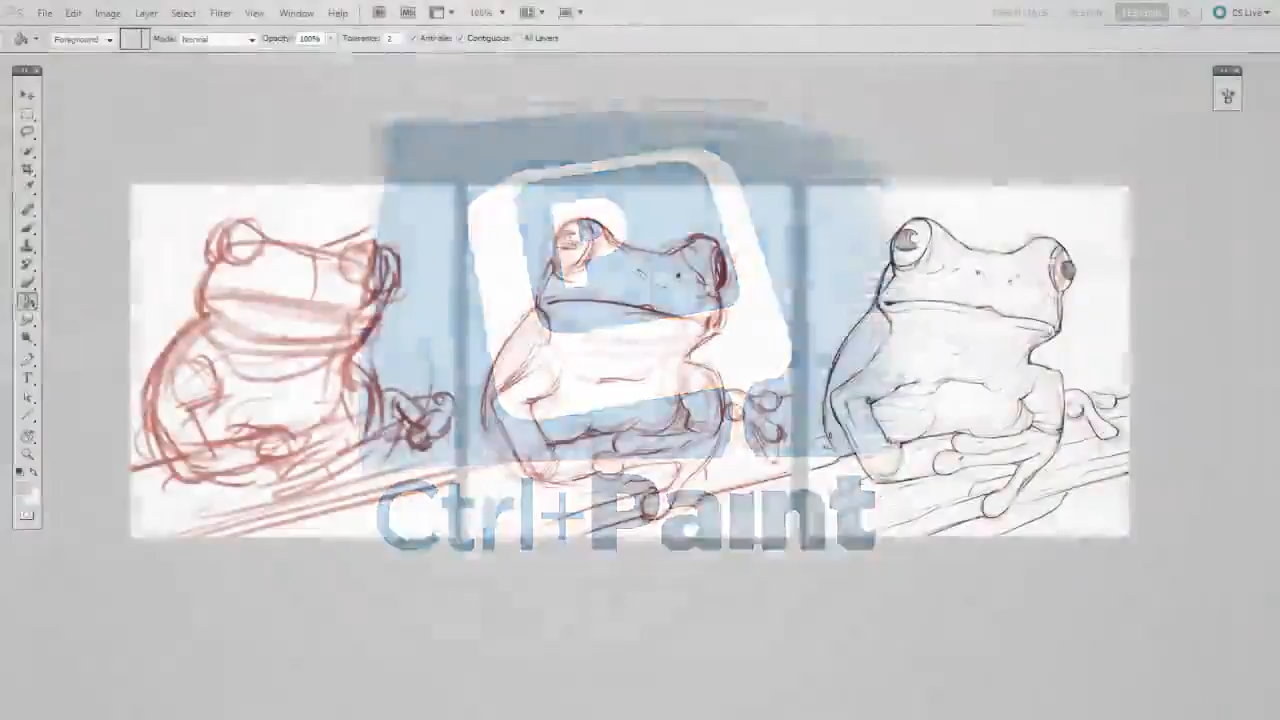 File Edit Image Layer Select Filter View Window Help 100% CS Live
Foreground Mode: Normal Opacity: 100% Tolerance: 2 Anti-alias Contiguous All Layers
P
Ctrl+Paint